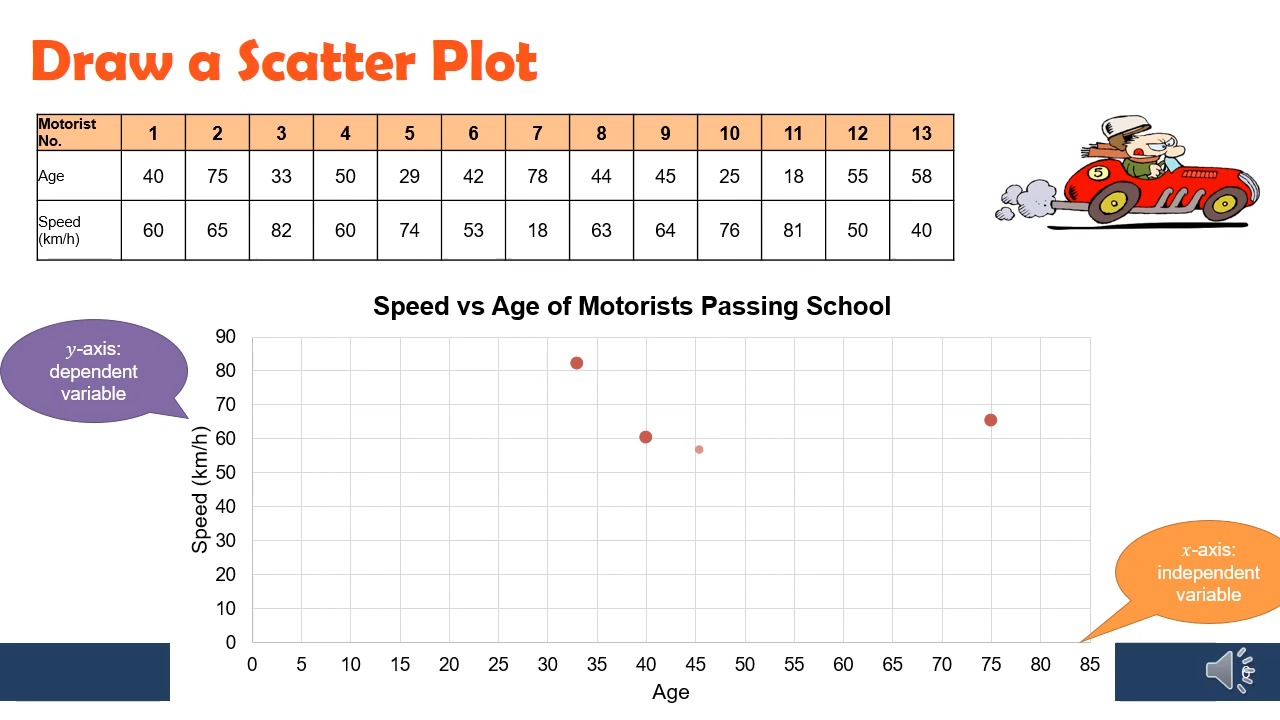 Draw a Scatter Plot
Motorist No. 1 2 3 4 5 6 7 8 9 10 11 12 13
Age 40 75 33 50 29 42 78 44 45 25 18 55 58
Speed (km/h) 60 65 82 60 74 53 18 63 64 76 81 50 40
5
Speed vs Age of Motorists Passing School
y-axis:
dependent
variable
90
80
70
60
50
40
30
20
10
0
Speed (km/h)
0 5 10 15 20 25 30 35 40 45 50 55 60 65 70 75 80 85
Age
x-axis:
independent
variable